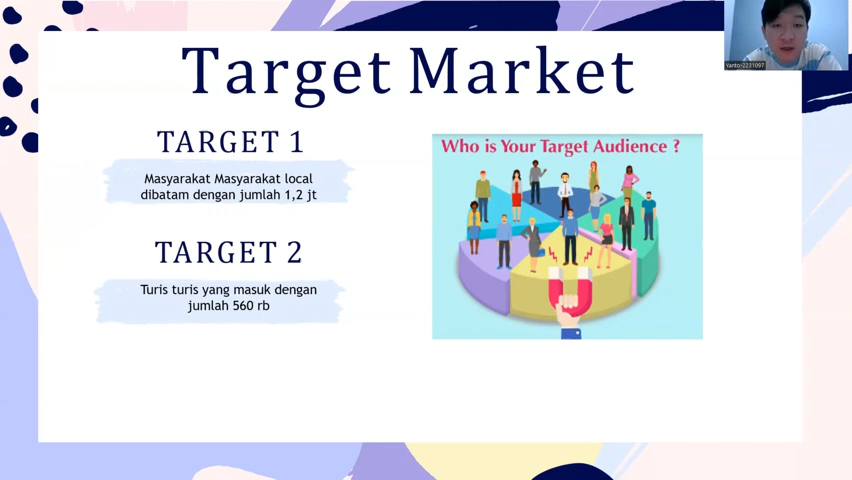 Target Market
TARGET 1
Masyarakat Masyarakat local
dibatam dengan jumlah 1,2 jt
TARGET 2
Turis turis yang masuk dengan
jumlah 560 rb
Who is Your Target Audience ?
Yanto-2231097